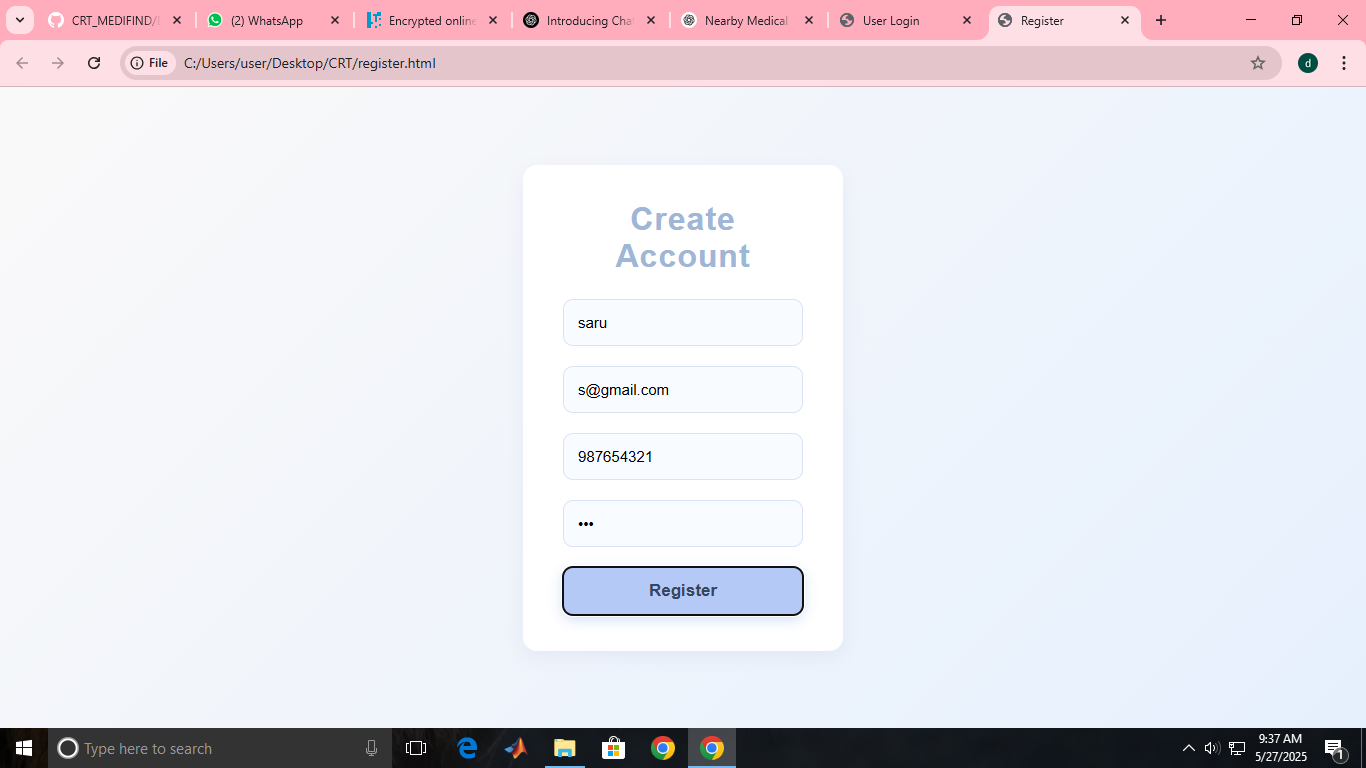 CRT_MEDIFIND/
(2) WhatsApp
Encrypted online
Introducing Cha
Nearby Medical
User Login
Register
File
C:/Users/user/Desktop/CRT/register.html
d
Create
Account
saru
s@gmail.com
987654321
•••
Register
Type here to search
9:37 AM
5/27/2025
1